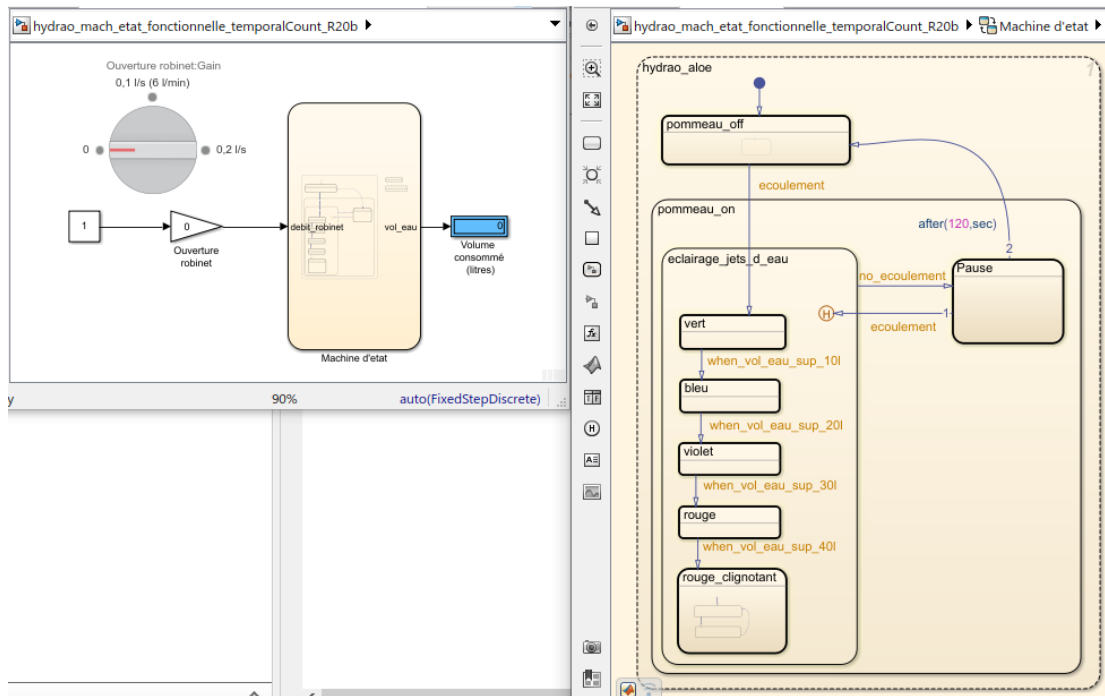 hydrao_mach_etat_fonctionnelle_temporalCount_R20b
Ouverture robinet:Gain
0,1 l/s (6 l/min)
0
0,2 l/s
1
0
debit_robinet
vol_eau
0
Ouverture
robinet
Volume
consommé
(litres)
Machine d'etat
90%
auto(FixedStepDiscrete)
hydrao_mach_etat_fonctionnelle_temporalCount_R20b
Machine d'etat
hydrao_aloe
1
pommeau_off
ecoulement
pommeau_on
after(120,sec)
2
eclairage_jets_d_eau
no_ecoulement
Pause
H
1
ecoulement
vert
when_vol_eau_sup_10l
bleu
when_vol_eau_sup_20l
violet
when_vol_eau_sup_30l
rouge
when_vol_eau_sup_40l
rouge_clignotant